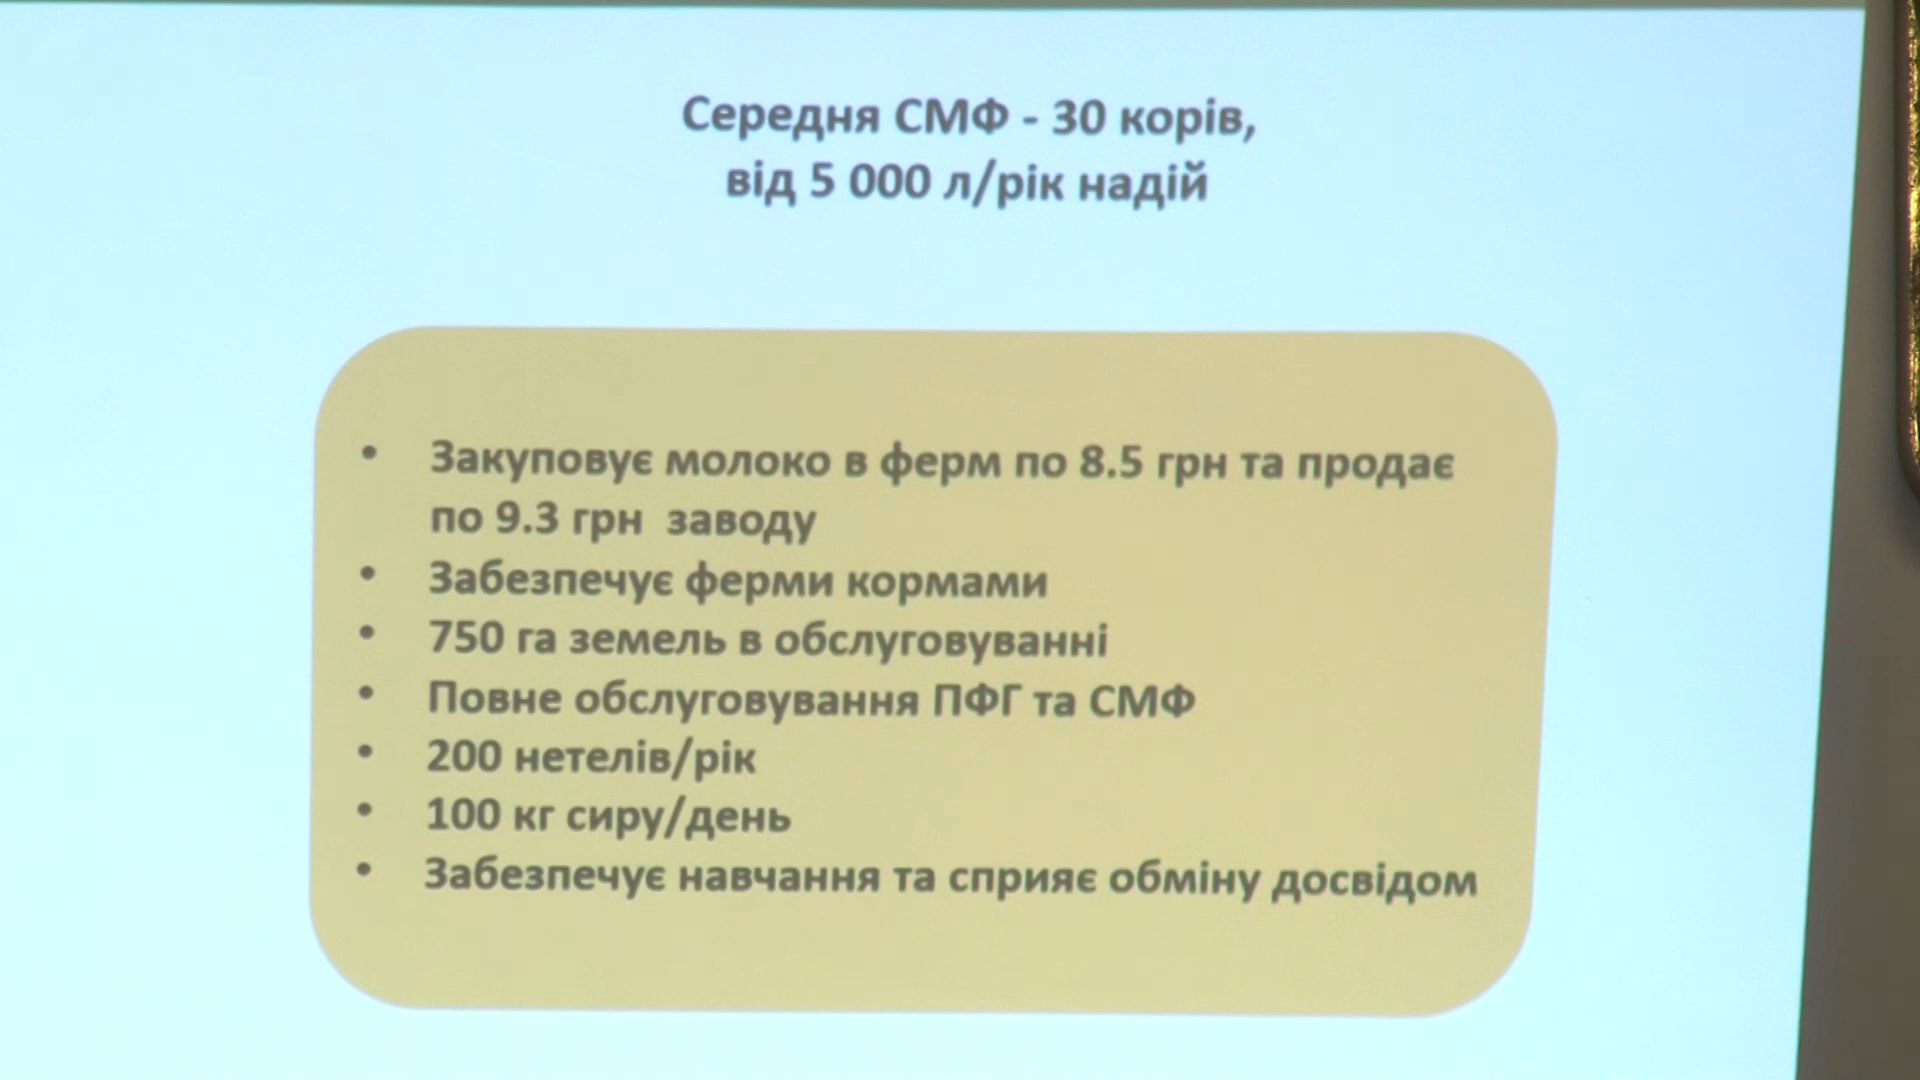 Середня СМФ - 30 корів,
від 5 000 л/рік надій
• Закуповує молоко в ферм по 8.5 грн та продає
по 9.3 грн заводу
• Забезпечує ферми кормами
• 750 га земель в обслуговуванні
• Повне обслуговування ПФГ та СМФ
• 200 нетелів/рік
• 100 кг сиру/день
• Забезпечує навчання та сприяє обміну досвідом